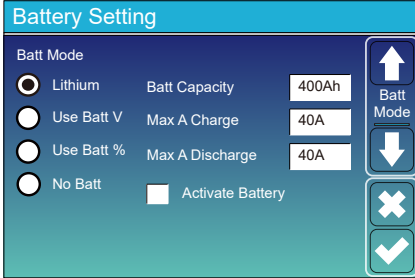 Battery Setting
Batt Mode
Lithium
Batt Capacity 400Ah
Use Batt V
Max A Charge 40A
Use Batt %
Max A Discharge 40A
No Batt
Activate Battery
Batt
Mode